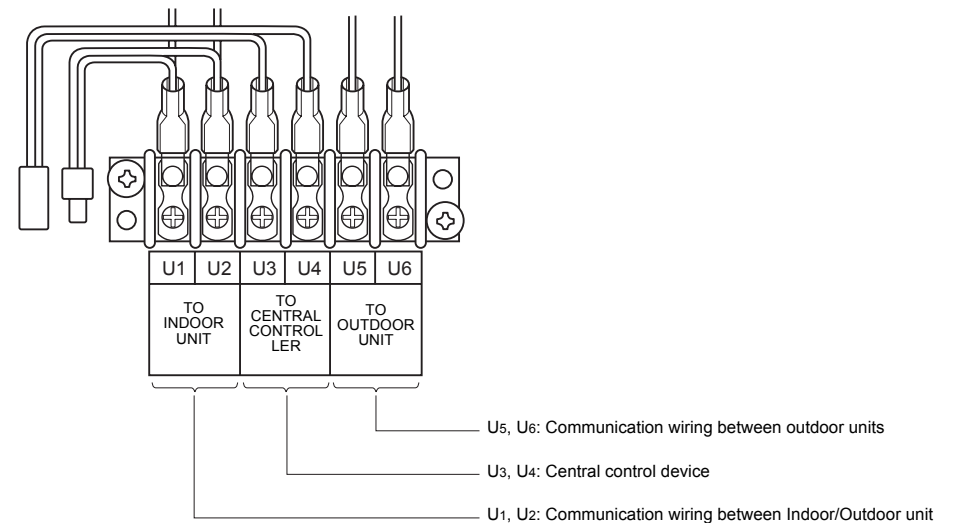 U1 U2 U3 U4 U5 U6
TO
INDOOR
UNIT
TO
CENTRAL
CONTROL
LER
TO
OUTDOOR
UNIT
U5, U6: Communication wiring between outdoor units
U3, U4: Central control device
U1, U2: Communication wiring between Indoor/Outdoor unit